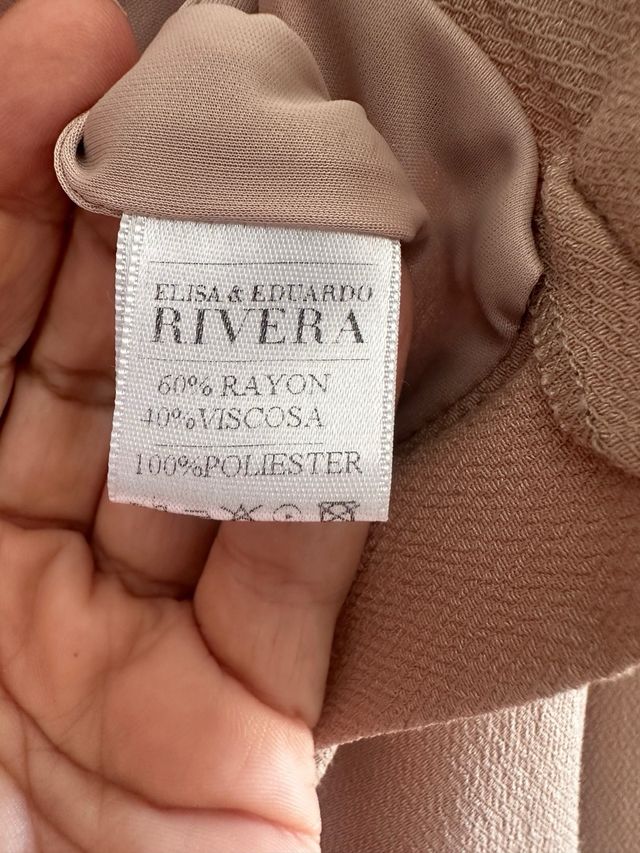 ELISA & EDUARDO
RIVERA
60% RAYON
40% VISCOSA
100% POLIESTER